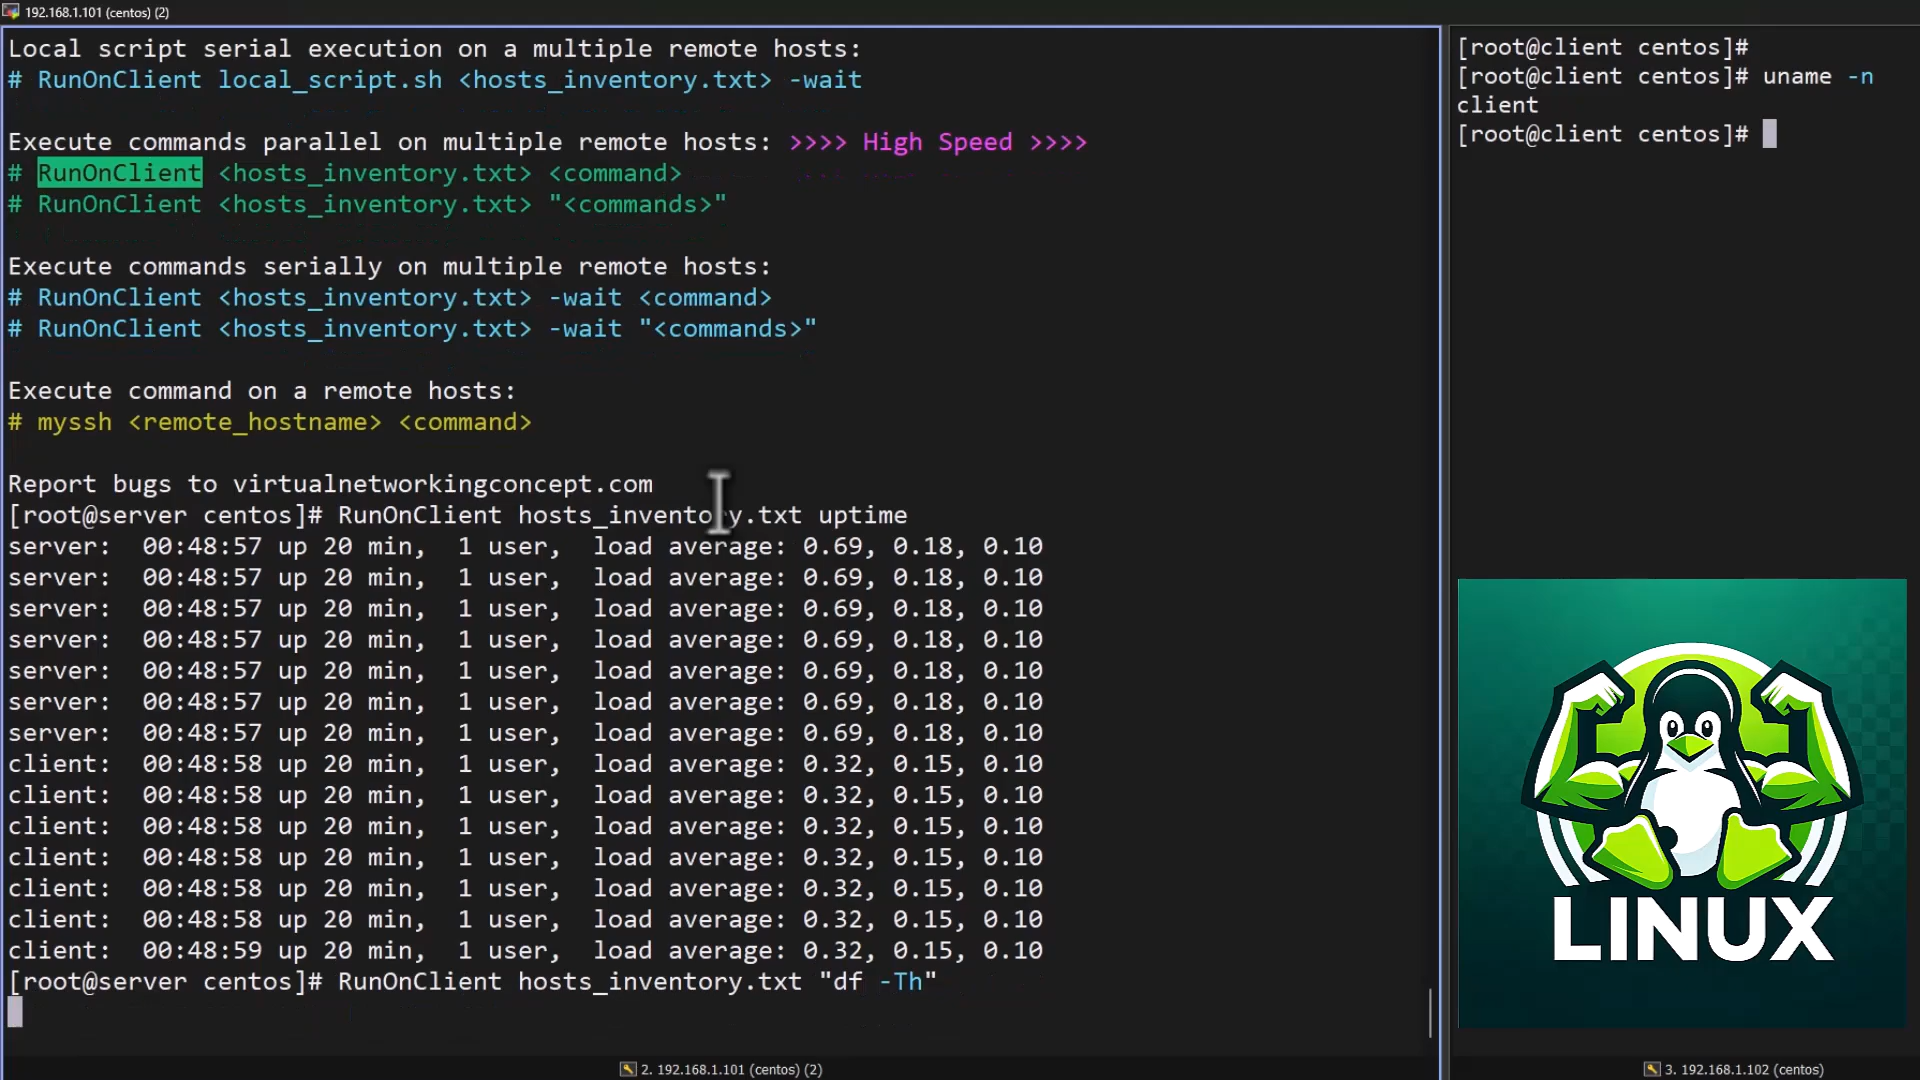 192.168.1.101 (centos) (2)
Local script serial execution on a multiple remote hosts:
# RunOnClient local_script.sh <hosts_inventory.txt> -wait
Execute commands parallel on multiple remote hosts: >>>> High Speed >>>>
# RunOnClient <hosts_inventory.txt> <command>
# RunOnClient <hosts_inventory.txt> "<commands>"
Execute commands serially on multiple remote hosts:
# RunOnClient <hosts_inventory.txt> -wait <command>
# RunOnClient <hosts_inventory.txt> -wait "<commands>"
Execute command on a remote hosts:
# myssh <remote_hostname> <command>
Report bugs to virtualnetworkingconcept.com
[root@server centos]# RunOnClient hosts_inventory.txt uptime
server:  00:48:57 up 20 min,  1 user,  load average: 0.69, 0.18, 0.10
server:  00:48:57 up 20 min,  1 user,  load average: 0.69, 0.18, 0.10
server:  00:48:57 up 20 min,  1 user,  load average: 0.69, 0.18, 0.10
server:  00:48:57 up 20 min,  1 user,  load average: 0.69, 0.18, 0.10
server:  00:48:57 up 20 min,  1 user,  load average: 0.69, 0.18, 0.10
server:  00:48:57 up 20 min,  1 user,  load average: 0.69, 0.18, 0.10
server:  00:48:57 up 20 min,  1 user,  load average: 0.69, 0.18, 0.10
client:  00:48:58 up 20 min,  1 user,  load average: 0.32, 0.15, 0.10
client:  00:48:58 up 20 min,  1 user,  load average: 0.32, 0.15, 0.10
client:  00:48:58 up 20 min,  1 user,  load average: 0.32, 0.15, 0.10
client:  00:48:58 up 20 min,  1 user,  load average: 0.32, 0.15, 0.10
client:  00:48:58 up 20 min,  1 user,  load average: 0.32, 0.15, 0.10
client:  00:48:58 up 20 min,  1 user,  load average: 0.32, 0.15, 0.10
client:  00:48:59 up 20 min,  1 user,  load average: 0.32, 0.15, 0.10
[root@server centos]# RunOnClient hosts_inventory.txt "df -Th"
2. 192.168.1.101 (centos) (2)
[root@client centos]#
[root@client centos]# uname -n
client
[root@client centos]#
LINUX
3. 192.168.1.102 (centos)